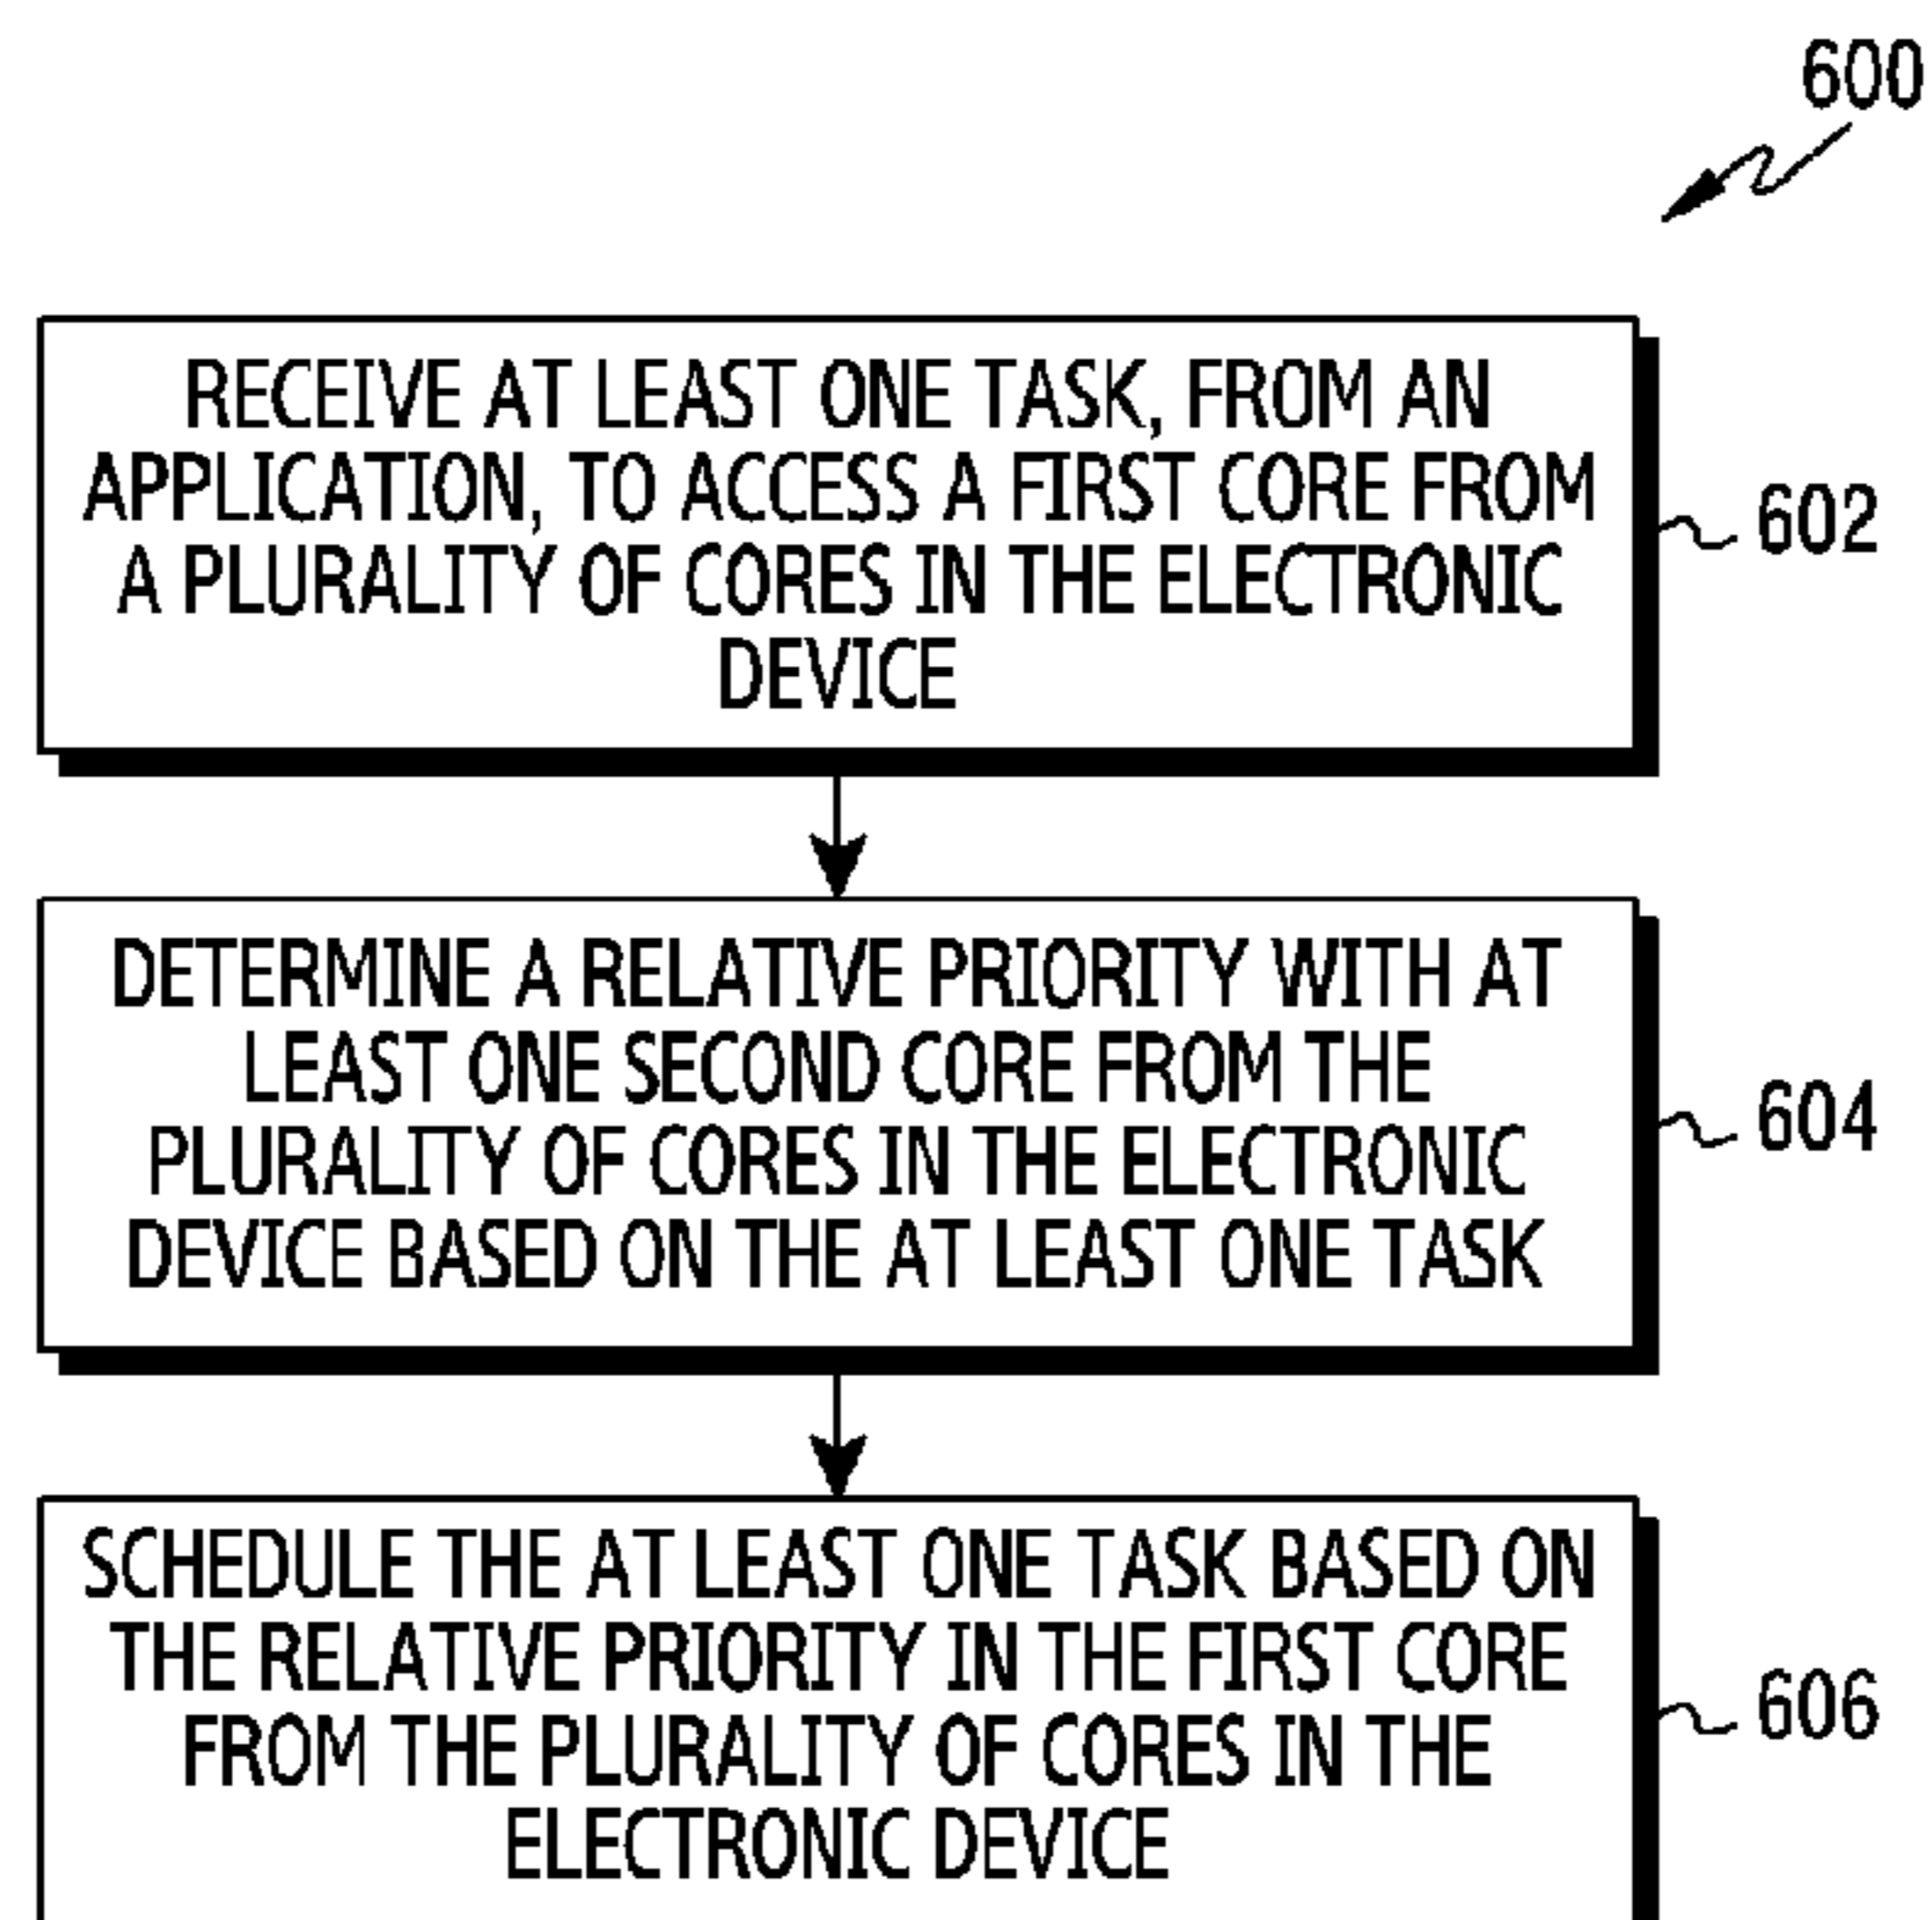 600
RECEIVE AT LEAST ONE TASK, FROM AN
APPLICATION, TO ACCESS A FIRST CORE FROM
A PLURALITY OF CORES IN THE ELECTRONIC
DEVICE
602
DETERMINE A RELATIVE PRIORITY WITH AT
LEAST ONE SECOND CORE FROM THE
PLURALITY OF CORES IN THE ELECTRONIC
DEVICE BASED ON THE AT LEAST ONE TASK
604
SCHEDULE THE AT LEAST ONE TASK BASED ON
THE RELATIVE PRIORITY IN THE FIRST CORE
FROM THE PLURALITY OF CORES IN THE
ELECTRONIC DEVICE
606